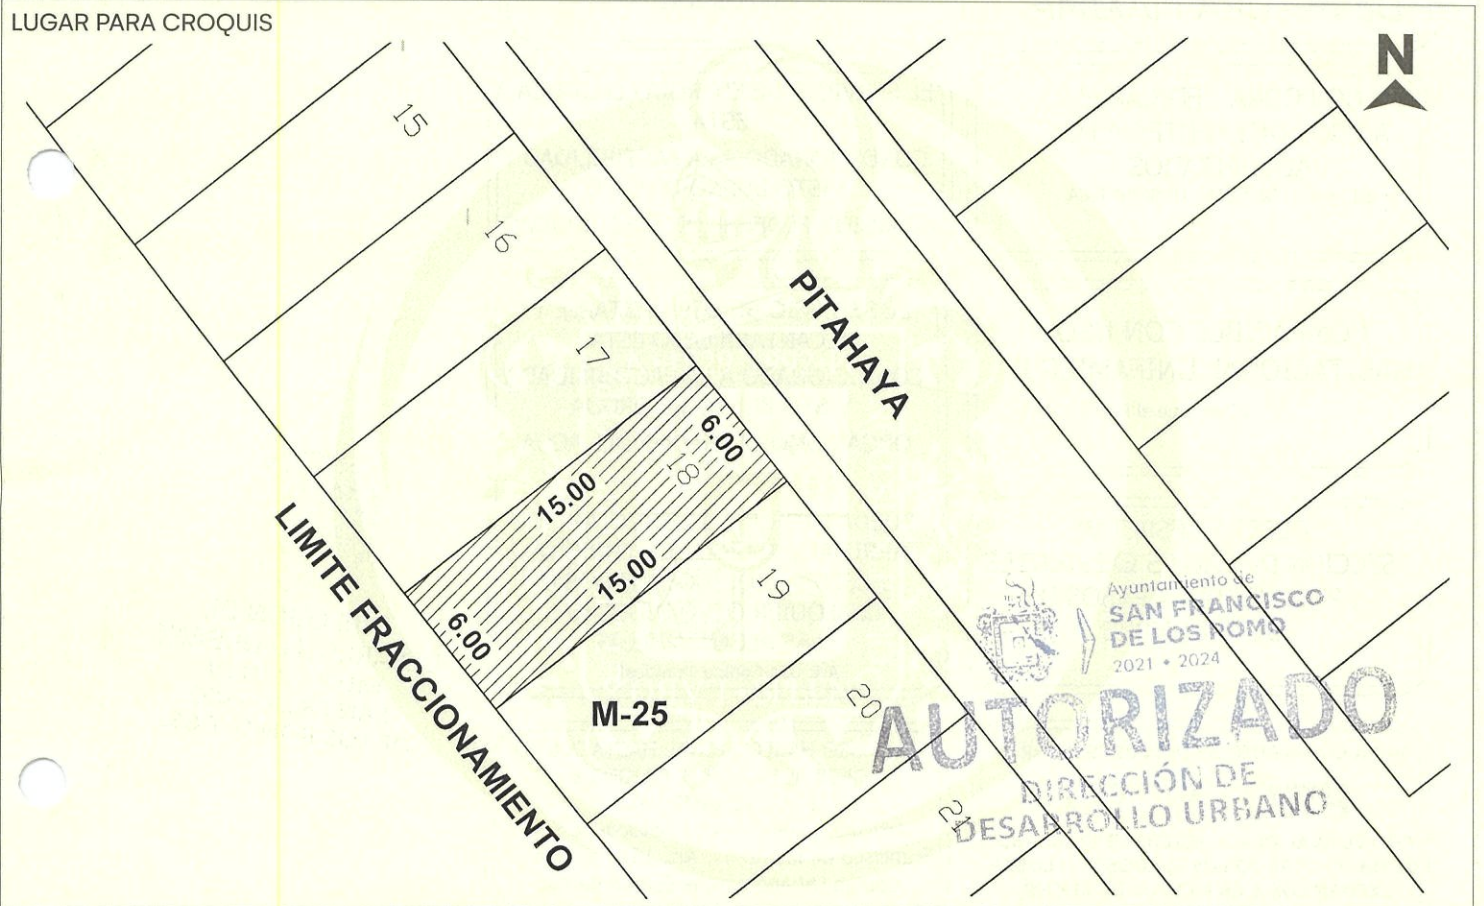 LUGAR PARA CROQUIS
N
15
16
17
PITAHAYA
6.00
18
15.00
15.00
6.00
19
LIMITE FRACCIONAMIENTO
M-25
20
21
Ayuntamiento de
SAN FRANCISCO
DE LOS ROMO
2021 • 2024
AUTORIZADO
DIRECCIÓN DE
DESARROLLO URBANO